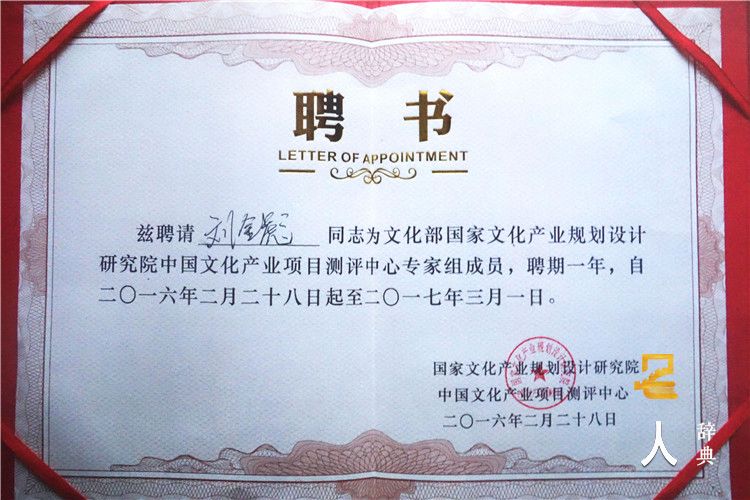 聘书
LETTER OF APPOINTMENT
兹聘请 刘金彪 同志为文化部国家文化产业规划设计
研究院中国文化产业项目测评中心专家组成员，聘期一年，自
二〇一六年二月二十八日起至二〇一七年三月一日。
国家文化产业规划设计研究院
中国文化产业项目测评中心
二〇一六年二月二十八日
人
辞典